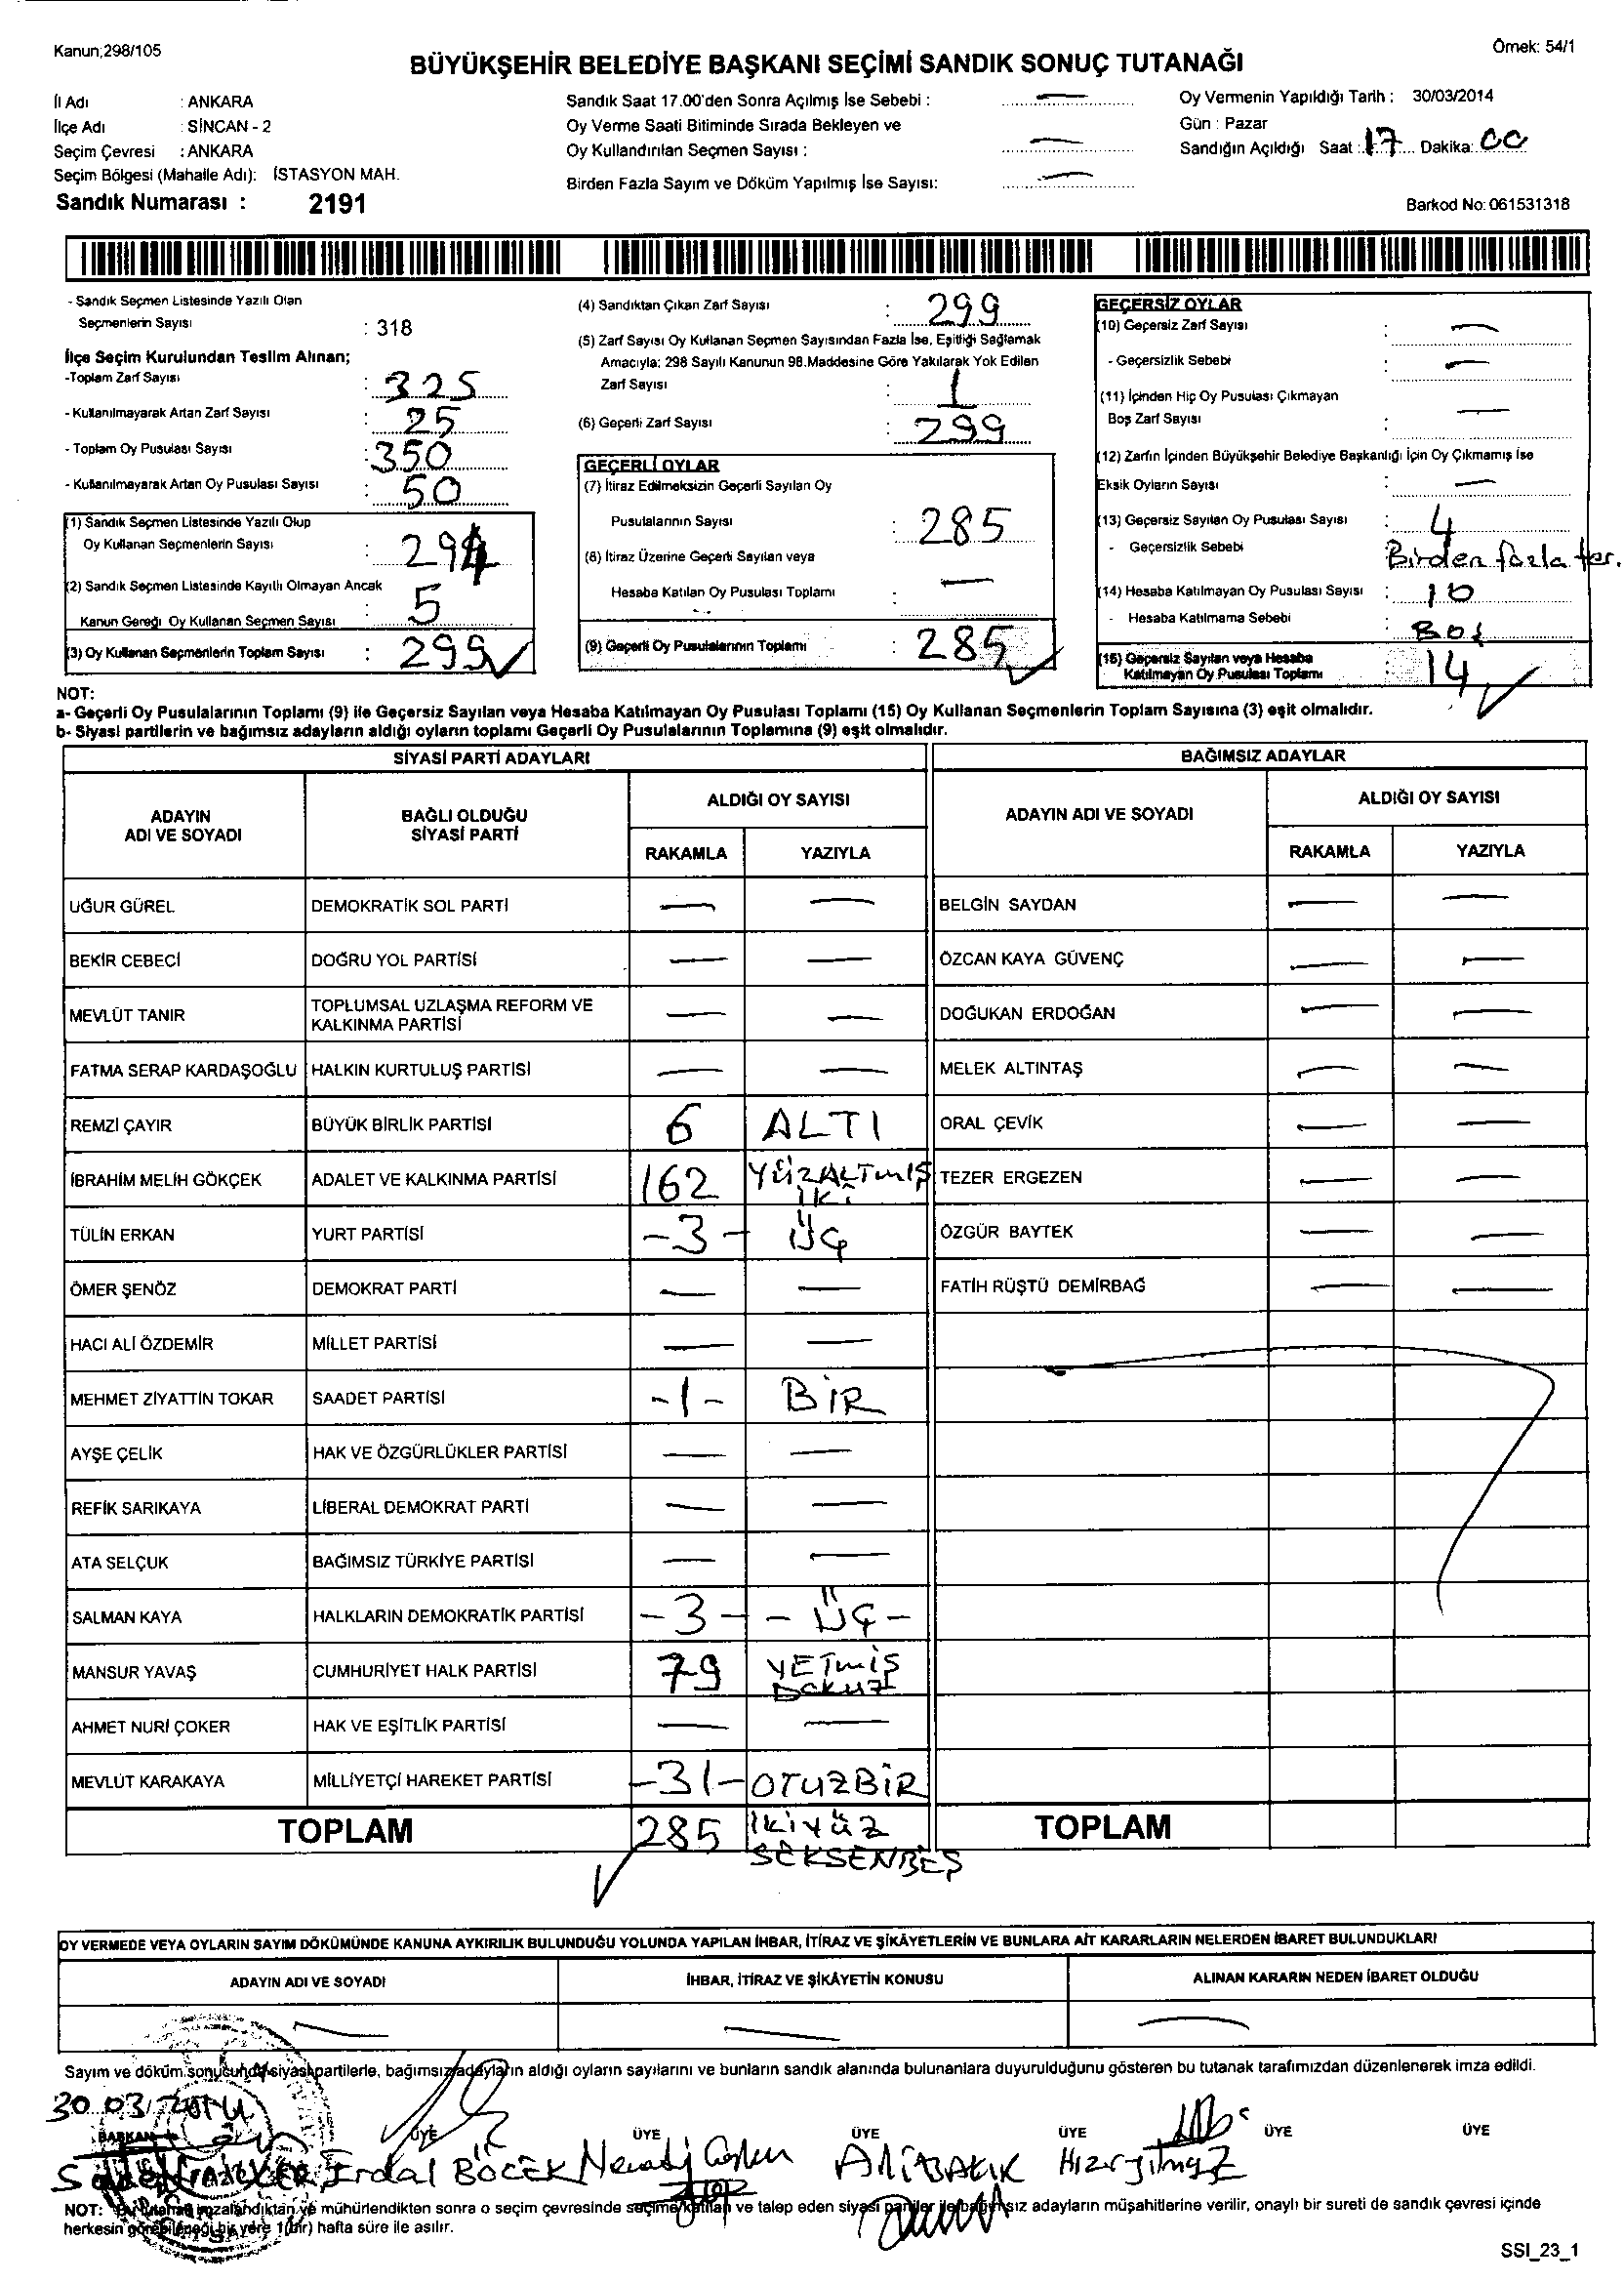 Kanun;298/105
Örnek: 54/1
BÜYÜKŞEHİR BELEDİYE BAŞKANI SEÇİMİ SANDIK SONUÇ TUTANAĞI
İl Adı : ANKARA
İlçe Adı : SİNCAN - 2
Seçim Çevresi : ANKARA
Seçim Bölgesi (Mahalle Adı): İSTASYON MAH.
Sandık Numarası : 2191
Sandık Saat 17.00'den Sonra Açılmış İse Sebebi : —
Oy Verme Saati Bitiminde Sırada Bekleyen ve
Oy Kullandırılan Seçmen Sayısı : —
Birden Fazla Sayım ve Döküm Yapılmış İse Sayısı: —
Oy Vermenin Yapıldığı Tarih : 30/03/2014
Gün : Pazar
Sandığın Açıldığı Saat : 17 Dakika: 00
Barkod No: 061531318
- Sandık Seçmen Listesinde Yazılı Olan
Seçmenlerin Sayısı : 318
İlçe Seçim Kurulundan Teslim Alınan;
-Toplam Zarf Sayısı : 325
- Kullanılmayarak Artan Zarf Sayısı : 25
- Toplam Oy Pusulası Sayısı : 350
- Kullanılmayarak Artan Oy Pusulası Sayısı : 50
(1) Sandık Seçmen Listesinde Yazılı Olup
Oy Kullanan Seçmenlerin Sayısı : 294
(2) Sandık Seçmen Listesinde Kayıtlı Olmayan Ancak
Kanun Gereği Oy Kullanan Seçmen Sayısı : 5
(3) Oy Kullanan Seçmenlerin Toplam Sayısı : 299
(4) Sandıktan Çıkan Zarf Sayısı : 299
(5) Zarf Sayısı Oy Kullanan Seçmen Sayısından Fazla İse, Eşitliği Sağlamak
Amacıyla; 298 Sayılı Kanunun 98.Maddesine Göre Yakılarak Yok Edilen
Zarf Sayısı : 1
(6) Geçerli Zarf Sayısı : 299
GEÇERLİ OYLAR
(7) İtiraz Edilmeksizin Geçerli Sayılan Oy
Pusulalarının Sayısı : 285
(8) İtiraz Üzerine Geçerli Sayılan veya
Hesaba Katılan Oy Pusulası Toplamı : —
(9) Geçerli Oy Pusulalarının Toplamı : 285
GEÇERSİZ OYLAR
(10) Geçersiz Zarf Sayısı : —
- Geçersizlik Sebebi : —
(11) İçinden Hiç Oy Pusulası Çıkmayan
Boş Zarf Sayısı : —
(12) Zarfın İçinden Büyükşehir Belediye Başkanlığı İçin Oy Çıkmamış İse
Eksik Oyların Sayısı : —
(13) Geçersiz Sayılan Oy Pusulası Sayısı : 4
- Geçersizlik Sebebi Birden fazla ter.
(14) Hesaba Katılmayan Oy Pusulası Sayısı : 10
- Hesaba Katılmama Sebebi : Boş
(15) Geçersiz Sayılan veya Hesaba
Katılmayan Oy Pusulası Toplamı : 14
NOT:
a- Geçerli Oy Pusulalarının Toplamı (9) ile Geçersiz Sayılan veya Hesaba Katılmayan Oy Pusulası Toplamı (15) Oy Kullanan Seçmenlerin Toplam Sayısına (3) eşit olmalıdır.
b- Siyasi partilerin ve bağımsız adayların aldığı oyların toplamı Geçerli Oy Pusulalarının Toplamına (9) eşit olmalıdır.
SİYASİ PARTİ ADAYLARI
ADAYIN
ADI VE SOYADI
BAĞLI OLDUĞU
SİYASİ PARTİ
ALDIĞI OY SAYISI
RAKAMLA YAZIYLA
UĞUR GÜREL DEMOKRATİK SOL PARTİ — —
BEKİR CEBECİ DOĞRU YOL PARTİSİ — —
MEVLÜT TANIR TOPLUMSAL UZLAŞMA REFORM VE
KALKINMA PARTİSİ — —
FATMA SERAP KARDAŞOĞLU HALKIN KURTULUŞ PARTİSİ — —
REMZİ ÇAYIR BÜYÜK BİRLİK PARTİSİ 6 ALTI
İBRAHİM MELİH GÖKÇEK ADALET VE KALKINMA PARTİSİ 162 YÜZALTMIŞ
İKİ
TÜLİN ERKAN YURT PARTİSİ -3- ÜÇ
ÖMER ŞENÖZ DEMOKRAT PARTİ — —
HACI ALİ ÖZDEMİR MİLLET PARTİSİ — —
MEHMET ZİYATTİN TOKAR SAADET PARTİSİ -1- BİR
AYŞE ÇELİK HAK VE ÖZGÜRLÜKLER PARTİSİ — —
REFİK SARIKAYA LİBERAL DEMOKRAT PARTİ — —
ATA SELÇUK BAĞIMSIZ TÜRKİYE PARTİSİ — —
SALMAN KAYA HALKLARIN DEMOKRATİK PARTİSİ -3- - ÜÇ -
MANSUR YAVAŞ CUMHURİYET HALK PARTİSİ 79 YETMİŞ
DOKUZ
AHMET NURİ ÇOKER HAK VE EŞİTLİK PARTİSİ — —
MEVLÜT KARAKAYA MİLLİYETÇİ HAREKET PARTİSİ -31- OTUZBİR
TOPLAM 285 İKİYÜZ
SEKSENBEŞ
BAĞIMSIZ ADAYLAR
ADAYIN ADI VE SOYADI
ALDIĞI OY SAYISI
RAKAMLA YAZIYLA
BELGİN SAYDAN — —
ÖZCAN KAYA GÜVENÇ — —
DOĞUKAN ERDOĞAN — —
MELEK ALTINTAŞ — —
ORAL ÇEVİK — —
TEZER ERGEZEN — —
ÖZGÜR BAYTEK — —
FATİH RÜŞTÜ DEMİRBAĞ — —
TOPLAM
OY VERMEDE VEYA OYLARIN SAYIM DÖKÜMÜNDE KANUNA AYKIRILIK BULUNDUĞU YOLUNDA YAPILAN İHBAR, İTİRAZ VE ŞİKÂYETLERİN VE BUNLARA AİT KARARLARIN NELERDEN İBARET BULUNDUKLARI
ADAYIN ADI VE SOYADI İHBAR, İTİRAZ VE ŞİKÂYETİN KONUSU ALINAN KARARIN NEDEN İBARET OLDUĞU
— — —
Sayım ve döküm sonucunda siyasi partilerle, bağımsız adayların aldığı oyların sayılarını ve bunların sandık alanında bulunanlara duyurulduğunu gösteren bu tutanak tarafımızdan düzenlenerek imza edildi.
30.03.2014
BAŞKAN ÜYE ÜYE ÜYE ÜYE ÜYE ÜYE
Erdal BÖCEK ALİ BALIK
NOT: Bu tutanak imzalandıktan ve mühürlendikten sonra o seçim çevresinde seçime katılan ve talep eden siyasi partiler ile bağımsız adayların müşahitlerine verilir, onaylı bir sureti de sandık çevresi içinde
herkesin görebileceği bir yere 1(bir) hafta süre ile asılır.
SSI_23_1